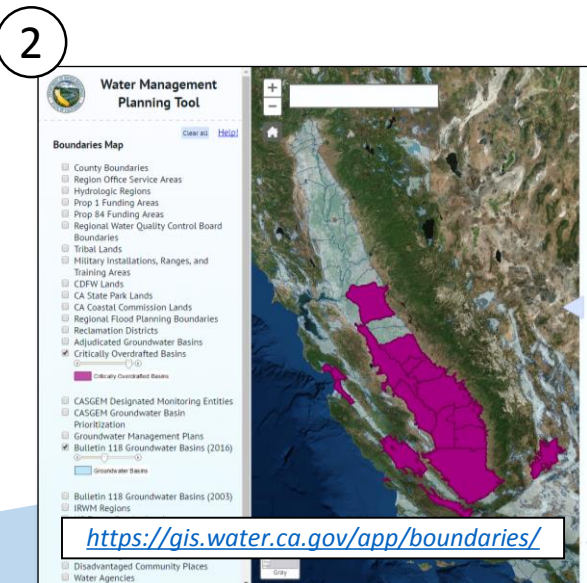 2
Water Management
Planning Tool
Clear all Help!
Boundaries Map
County Boundaries
Region Office Service Areas
Hydrologic Regions
Prop 1 Funding Areas
Prop 84 Funding Areas
Regional Water Quality Control Board
Boundaries
Tribal Lands
Military Installations, Ranges, and
Training Areas
CDFW Lands
CA State Park Lands
CA Coastal Commission Lands
Regional Flood Planning Boundaries
Reclamation Districts
Adjudicated Groundwater Basins
Critically Overdrafted Basins
Critically Overdrafted Basins
CASGEM Designated Monitoring Entities
CASGEM Groundwater Basin
Prioritization
Groundwater Management Plans
Bulletin 118 Groundwater Basins (2016)
Groundwater Basins
Bulletin 118 Groundwater Basins (2003)
IRWM Regions
https://gis.water.ca.gov/app/boundaries/
Disadvantaged Community Places
Water Agencies
+
−
Gray